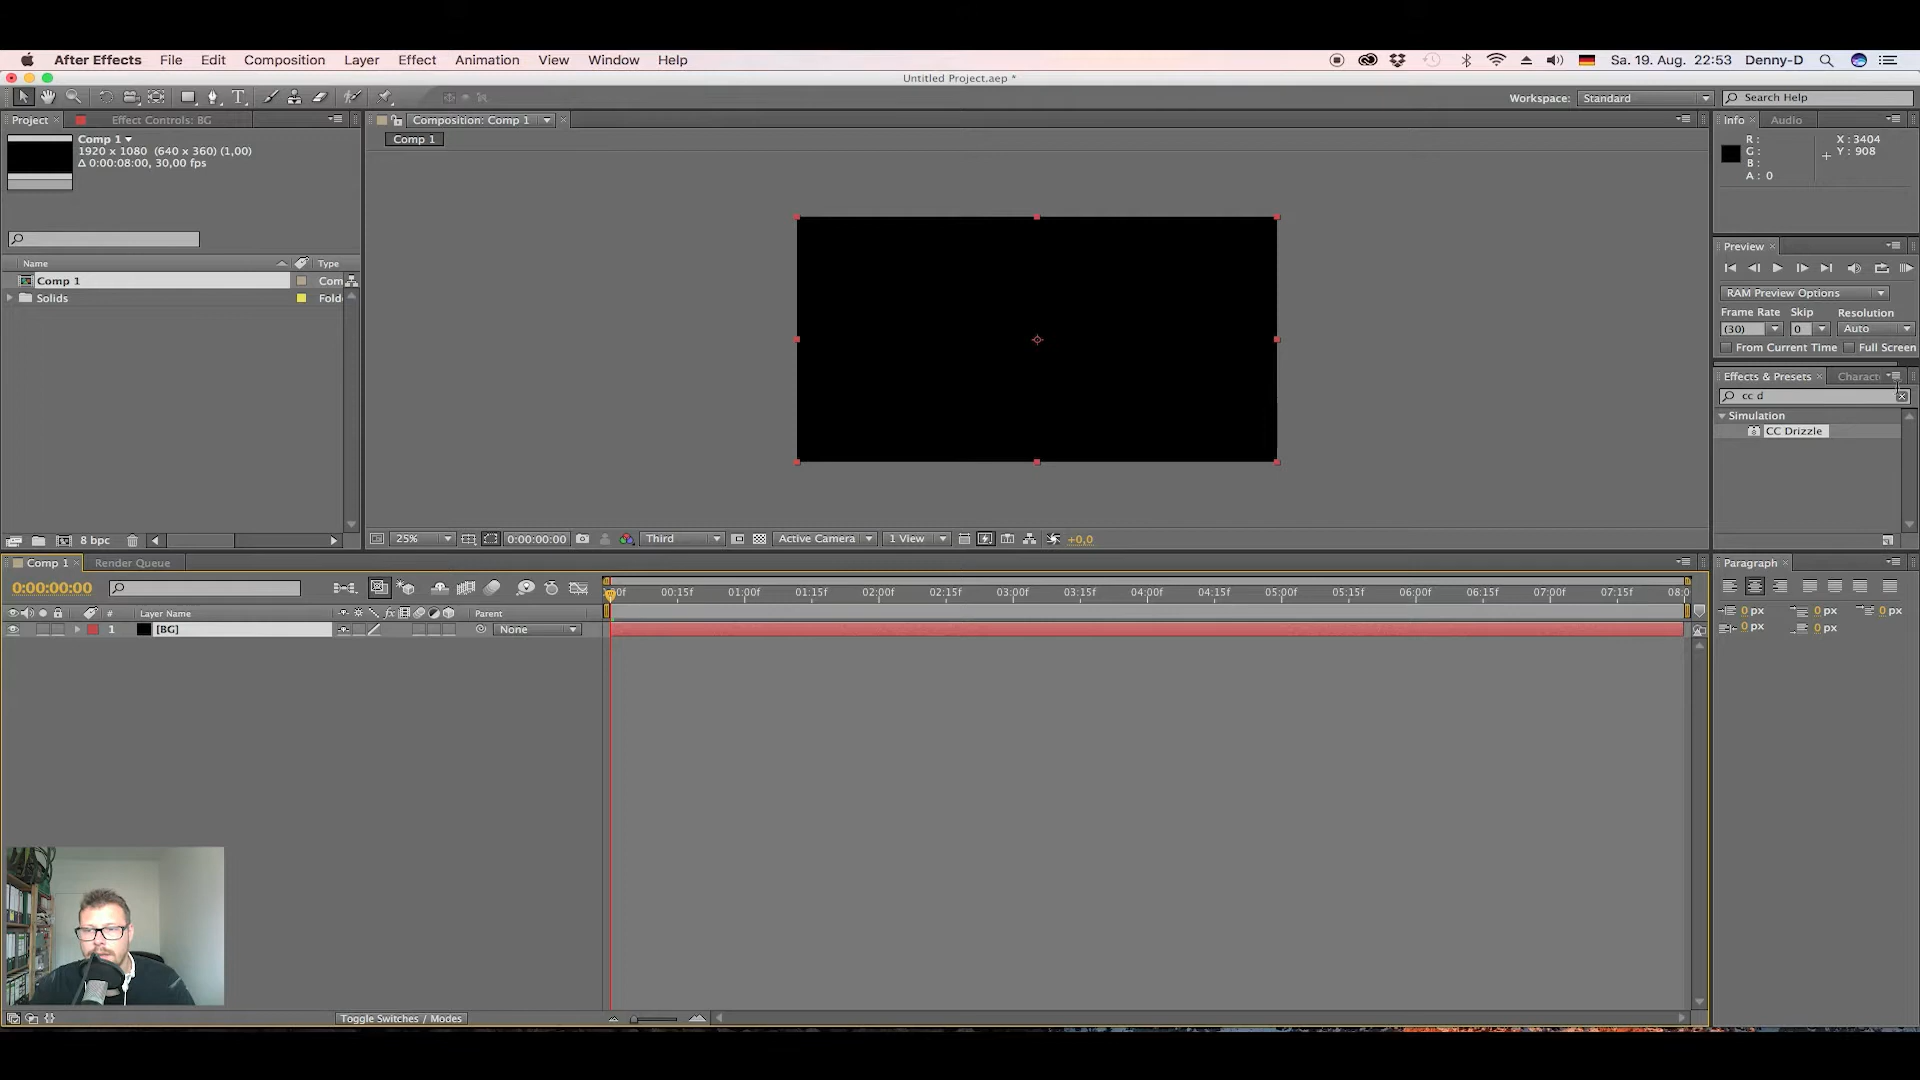 After Effects File Edit Composition Layer Effect Animation View Window Help
Sa. 19. Aug. 22:53 Denny-D
Untitled Project.aep *
Workspace: Standard
Search Help
Project
Effect Controls: BG
Composition: Comp 1
Info
Audio
Comp 1
1920 x 1080 (640 x 360) (1,00)
Δ 0:00:08:00, 30,00 fps
Comp 1
R :
G :
B :
A : 0
X : 3404
Y : 908
Preview
RAM Preview Options
Frame Rate Skip Resolution
(30) 0 Auto
From Current Time Full Screen
Name Type
Comp 1 Com
Solids Fold
Effects & Presets
Charact
cc d
Simulation
CC Drizzle
8 bpc
25%
0:00:00:00
Third
Active Camera
1 View
+0,0
Comp 1
Render Queue
Paragraph
0:00:00:00
00f 00:15f 01:00f 01:15f 02:00f 02:15f 03:00f 03:15f 04:00f 04:15f 05:00f 05:15f 06:00f 06:15f 07:00f 07:15f 08:0
# Layer Name Parent
1 [BG] None
0 px 0 px 0 px
0 px 0 px
Toggle Switches / Modes